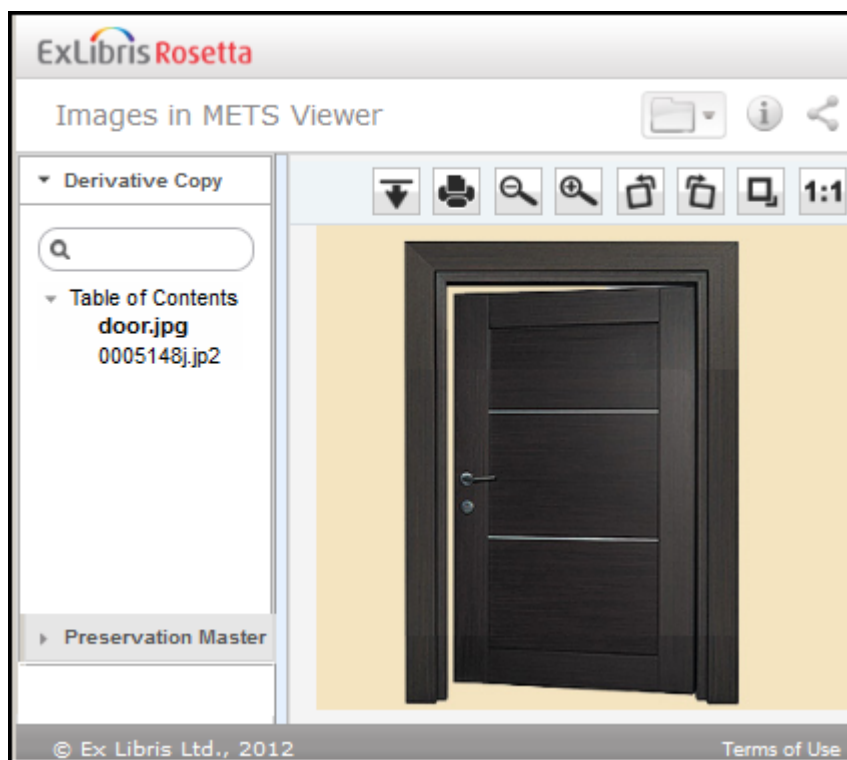 ExLibris Rosetta
Images in METS Viewer
Derivative Copy
1:1
Table of Contents
door.jpg
0005148j.jp2
Preservation Master
© Ex Libris Ltd., 2012
Terms of Use